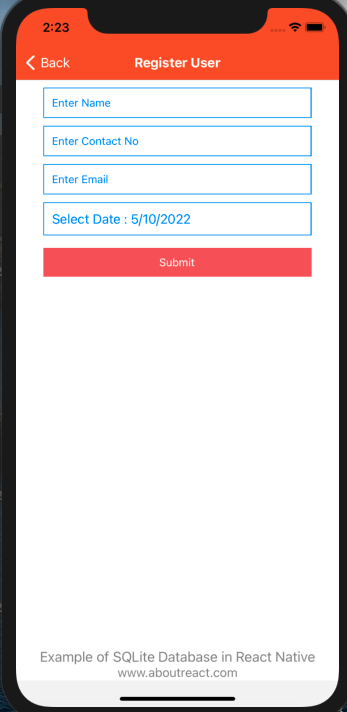 2:23
Back
Register User
Enter Name
Enter Contact No
Enter Email
Select Date : 5/10/2022
Submit
Example of SQLite Database in React Native
www.aboutreact.com